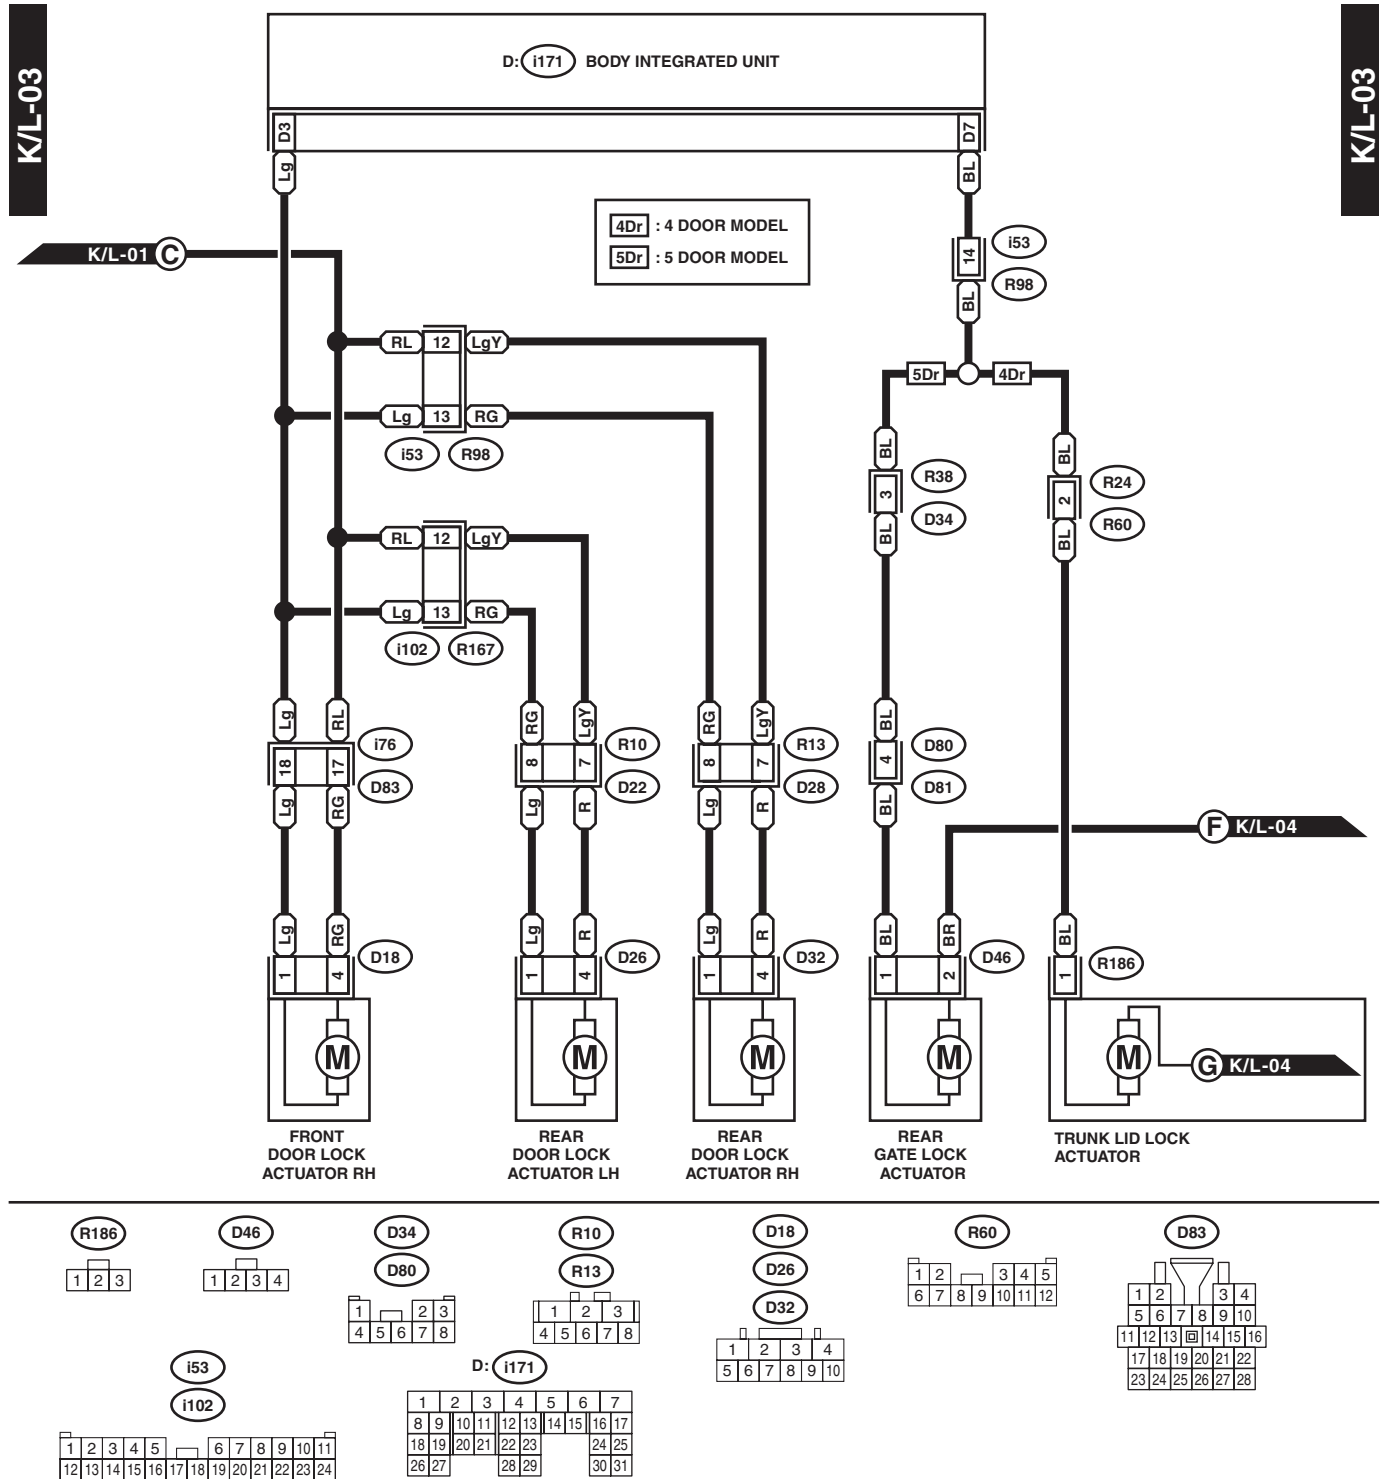 K/L-03
K/L-03
D: i171 BODY INTEGRATED UNIT
D3
D7
Lg
BL
4Dr : 4 DOOR MODEL
5Dr : 5 DOOR MODEL
K/L-01 C
14
i53
R98
BL
RL 12 LgY
5Dr
4Dr
Lg 13 RG
i53 R98
BL
3
R38
D34
BL
BL
2
R24
R60
BL
RL 12 LgY
Lg 13 RG
i102 R167
Lg RL
18 17
i76
D83
Lg RG
RG LgY
8 7
R10
D22
Lg R
RG LgY
8 7
R13
D28
Lg R
BL
4
D80
D81
BL
F K/L-04
Lg RG
1 4
D18
Lg R
1 4
D26
Lg R
1 4
D32
BL BR
1 2
D46
BL
1
R186
M
M
M
M
M
G K/L-04
FRONT
DOOR LOCK
ACTUATOR RH
REAR
DOOR LOCK
ACTUATOR LH
REAR
DOOR LOCK
ACTUATOR RH
REAR
GATE LOCK
ACTUATOR
TRUNK LID LOCK
ACTUATOR
R186
1 2 3
D46
1 2 3 4
D34
D80
1 2 3
4 5 6 7 8
R10
R13
1 2 3
4 5 6 7 8
D18
D26
D32
1 2 3 4
5 6 7 8 9 10
R60
1 2 3 4 5
6 7 8 9 10 11 12
D83
1 2 3 4
5 6 7 8 9 10
11 12 13 14 15 16
17 18 19 20 21 22
23 24 25 26 27 28
i53
i102
1 2 3 4 5 6 7 8 9 10 11
12 13 14 15 16 17 18 19 20 21 22 23 24
D: i171
1 2 3 4 5 6 7
8 9 10 11 12 13 14 15 16 17
18 19 20 21 22 23 24 25
26 27 28 29 30 31